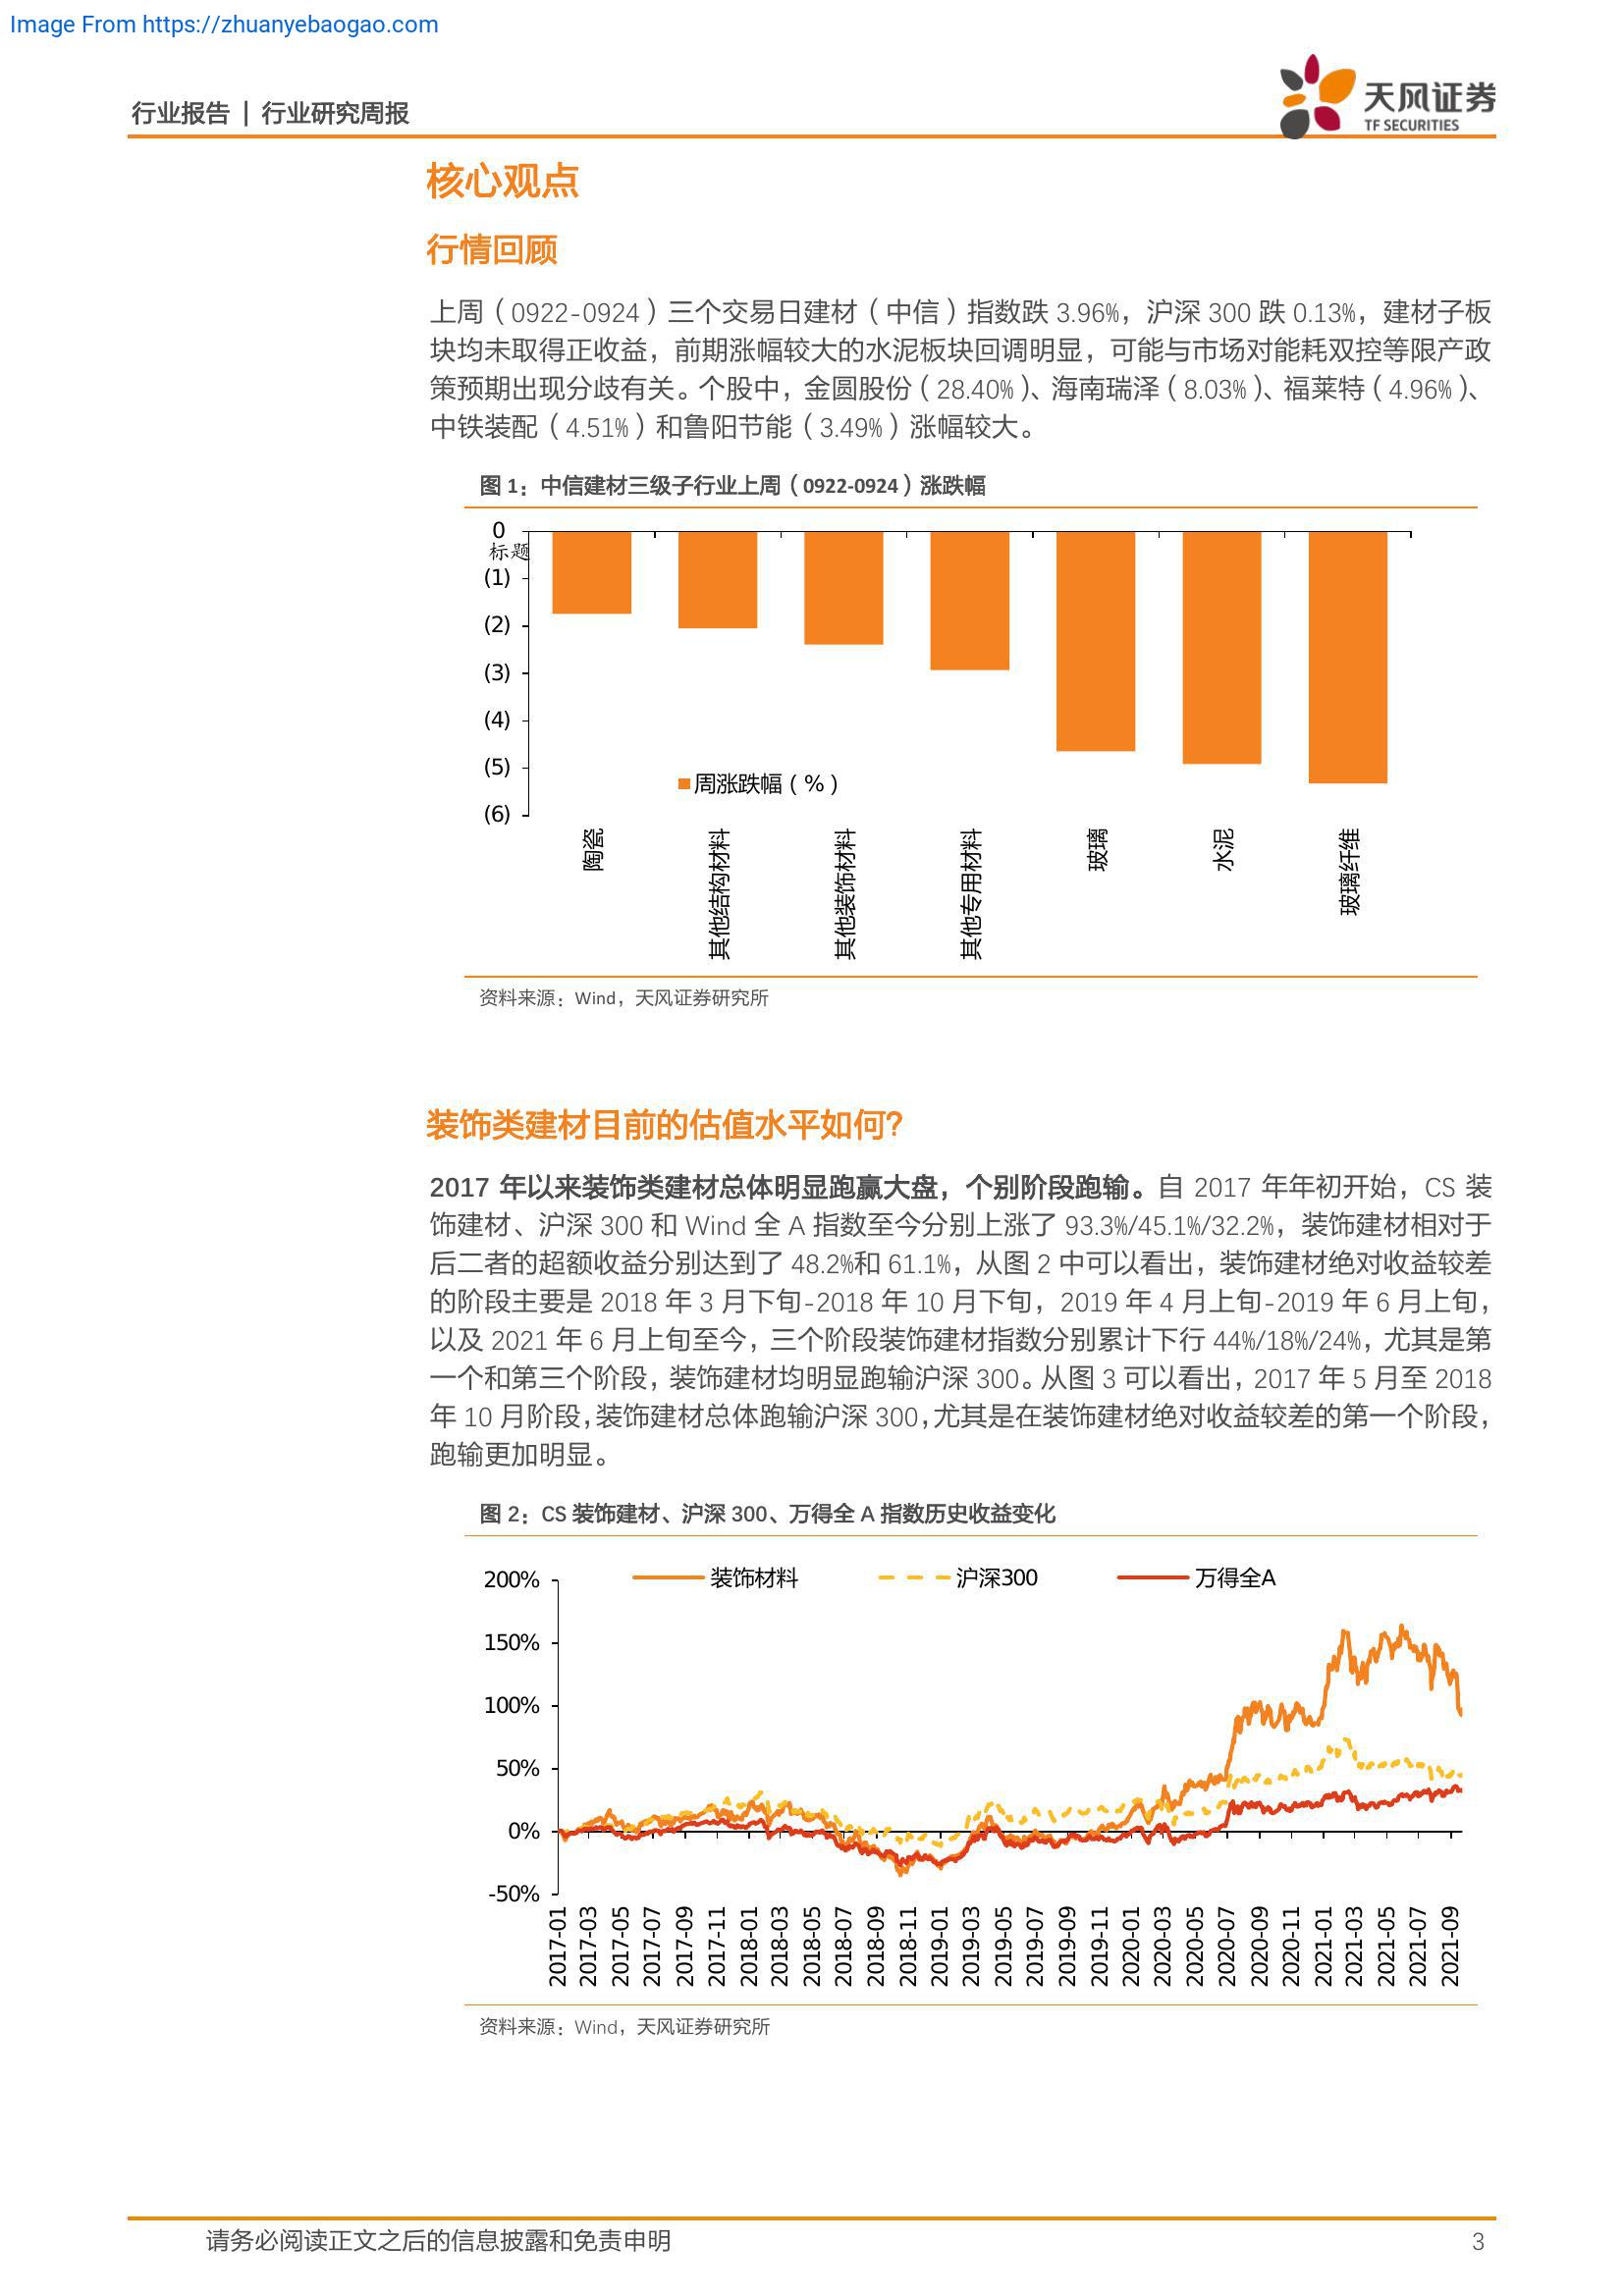 Image From https://zhuanyebaogao.com
行业报告 | 行业研究周报
天风证券
TF SECURITIES
核心观点
行情回顾
上周（0922-0924）三个交易日建材（中信）指数跌 3.96%，沪深 300 跌 0.13%，建材子板
块均未取得正收益，前期涨幅较大的水泥板块回调明显，可能与市场对能耗双控等限产政
策预期出现分歧有关。个股中，金圆股份（28.40%）、海南瑞泽（8.03%）、福莱特（4.96%）、
中铁装配（4.51%）和鲁阳节能（3.49%）涨幅较大。
图 1：中信建材三级子行业上周（0922-0924）涨跌幅
0
标题
(1)
(2)
(3)
(4)
(5)
(6)
周涨跌幅（%）
陶瓷
其他结构材料
其他装饰材料
其他专用材料
玻璃
水泥
玻璃纤维
资料来源：Wind，天风证券研究所
装饰类建材目前的估值水平如何？
2017 年以来装饰类建材总体明显跑赢大盘，个别阶段跑输。自 2017 年年初开始，CS 装
饰建材、沪深 300 和 Wind 全 A 指数至今分别上涨了 93.3%/45.1%/32.2%，装饰建材相对于
后二者的超额收益分别达到了 48.2%和 61.1%，从图 2 中可以看出，装饰建材绝对收益较差
的阶段主要是 2018 年 3 月下旬-2018 年 10 月下旬，2019 年 4 月上旬-2019 年 6 月上旬，
以及 2021 年 6 月上旬至今，三个阶段装饰建材指数分别累计下行 44%/18%/24%，尤其是第
一个和第三个阶段，装饰建材均明显跑输沪深 300。从图 3 可以看出，2017 年 5 月至 2018
年 10 月阶段，装饰建材总体跑输沪深 300，尤其是在装饰建材绝对收益较差的第一个阶段，
跑输更加明显。
图 2：CS 装饰建材、沪深 300、万得全 A 指数历史收益变化
装饰材料
沪深300
万得全A
200%
150%
100%
50%
0%
-50%
2017-01
2017-03
2017-05
2017-07
2017-09
2017-11
2018-01
2018-03
2018-05
2018-07
2018-09
2018-11
2019-01
2019-03
2019-05
2019-07
2019-09
2019-11
2020-01
2020-03
2020-05
2020-07
2020-09
2020-11
2021-01
2021-03
2021-05
2021-07
2021-09
资料来源：Wind，天风证券研究所
请务必阅读正文之后的信息披露和免责申明
3